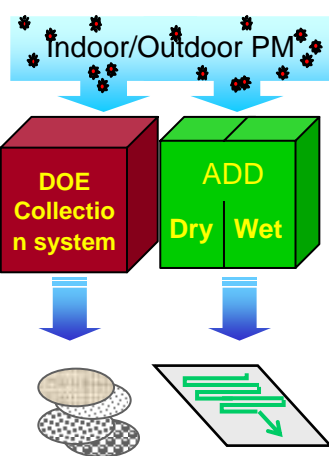 Indoor/Outdoor PM
DOE
Collectio
n system
ADD
Dry Wet